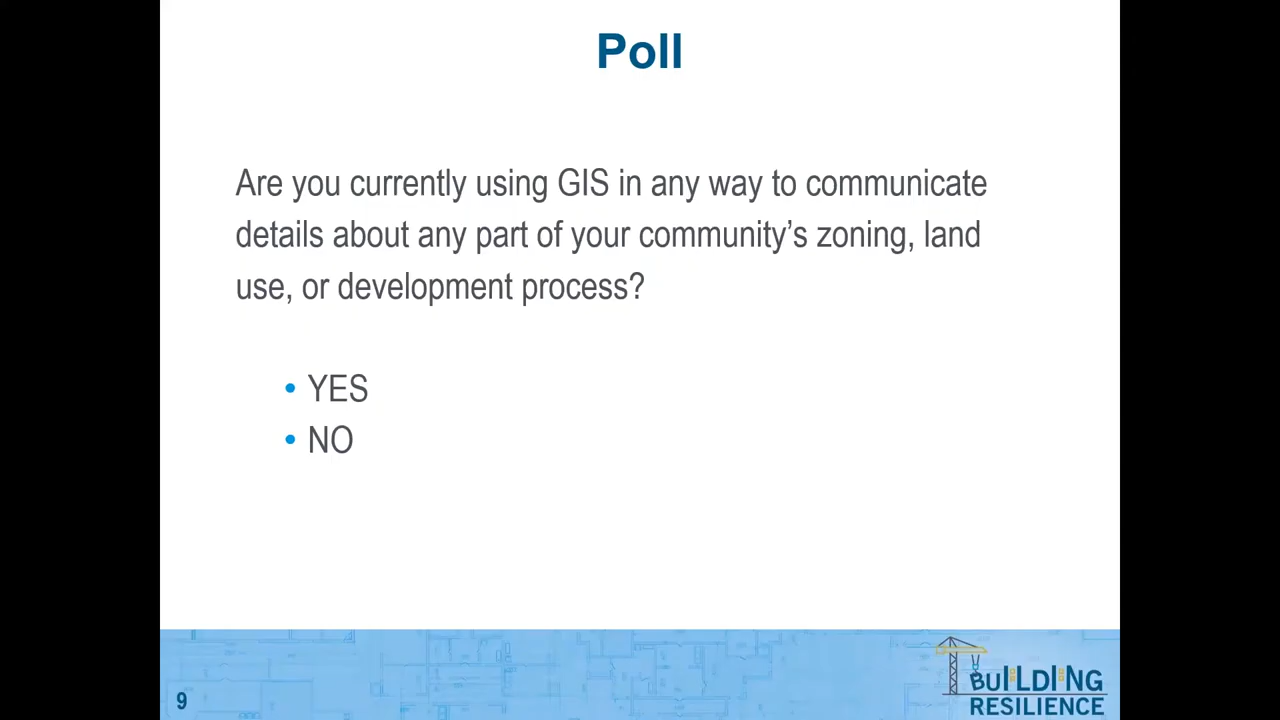 Poll
Are you currently using GIS in any way to communicate
details about any part of your community’s zoning, land
use, or development process?
• YES
• NO
9
BUILDING
RESILIENCE